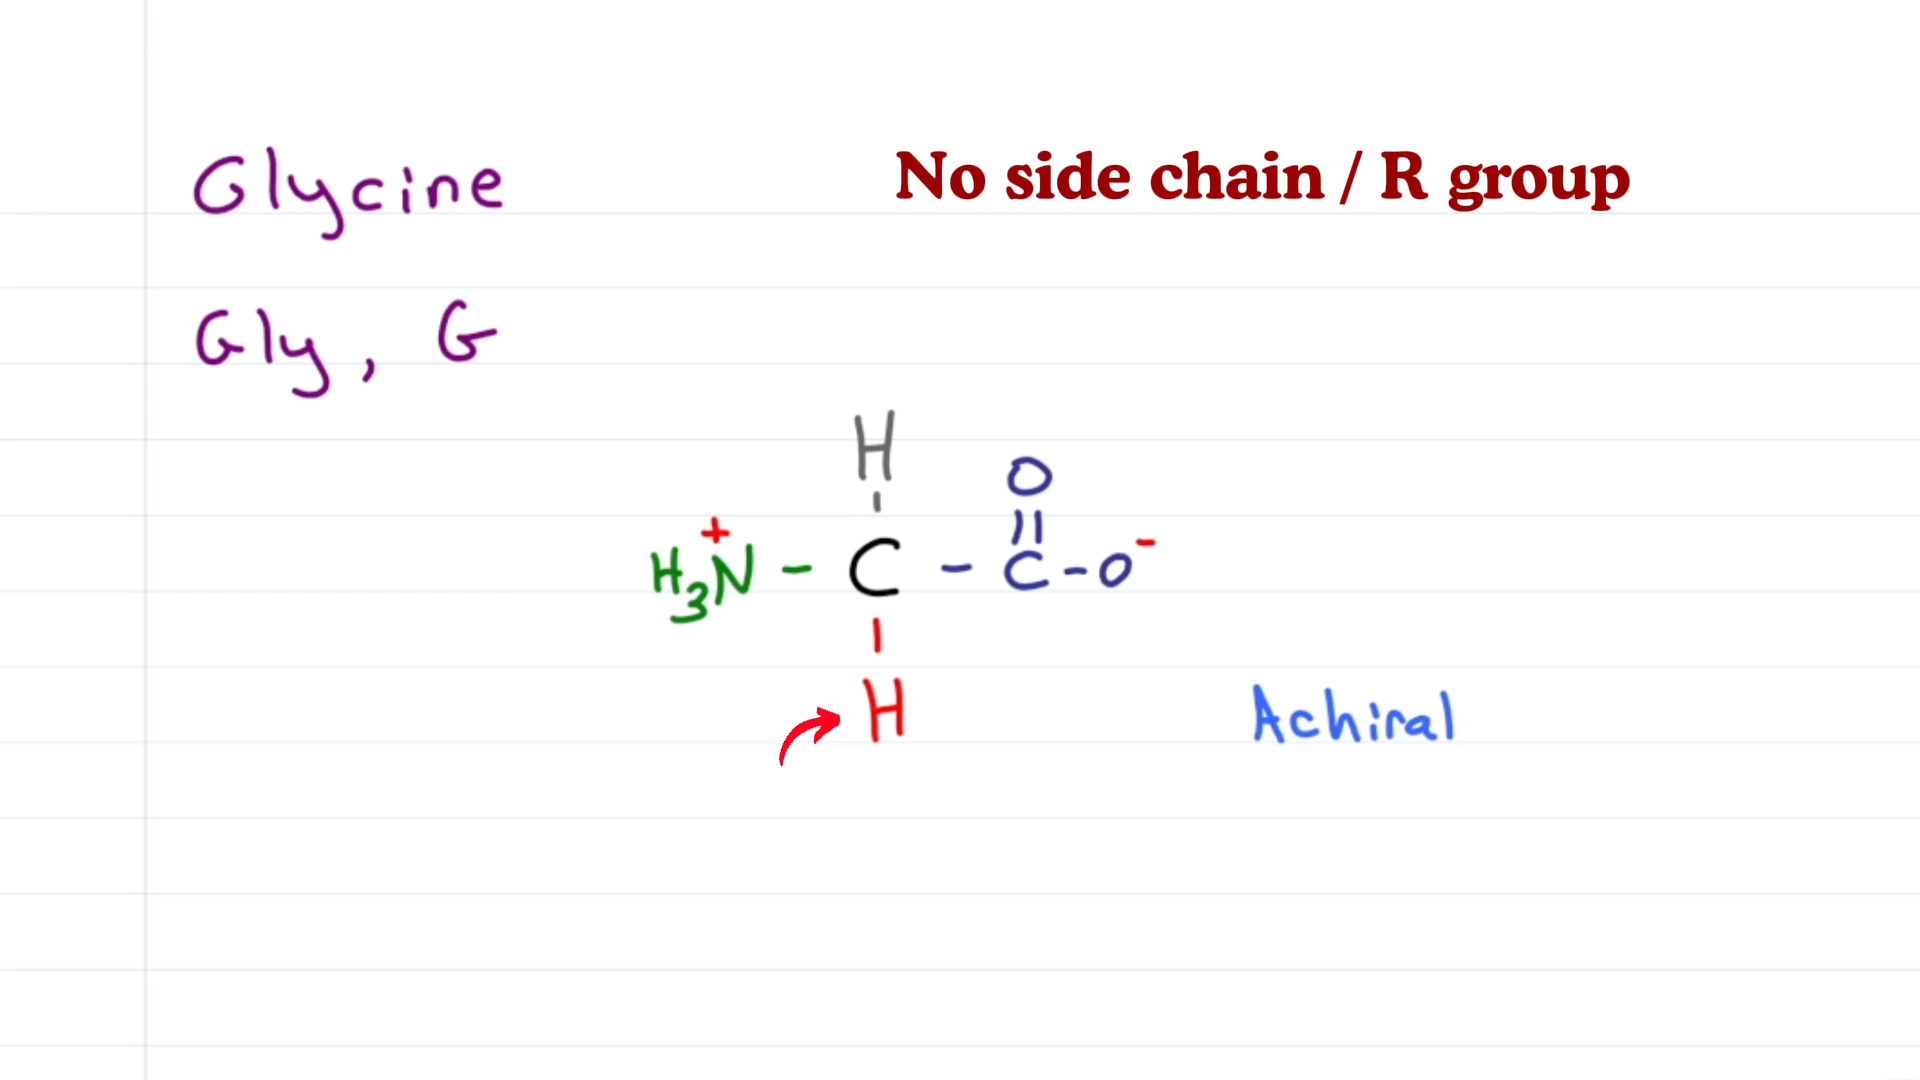 Glycine
No side chain / R group
Gly, G
H
O
||
H₃N⁺ - C - C - O⁻
H
Achiral